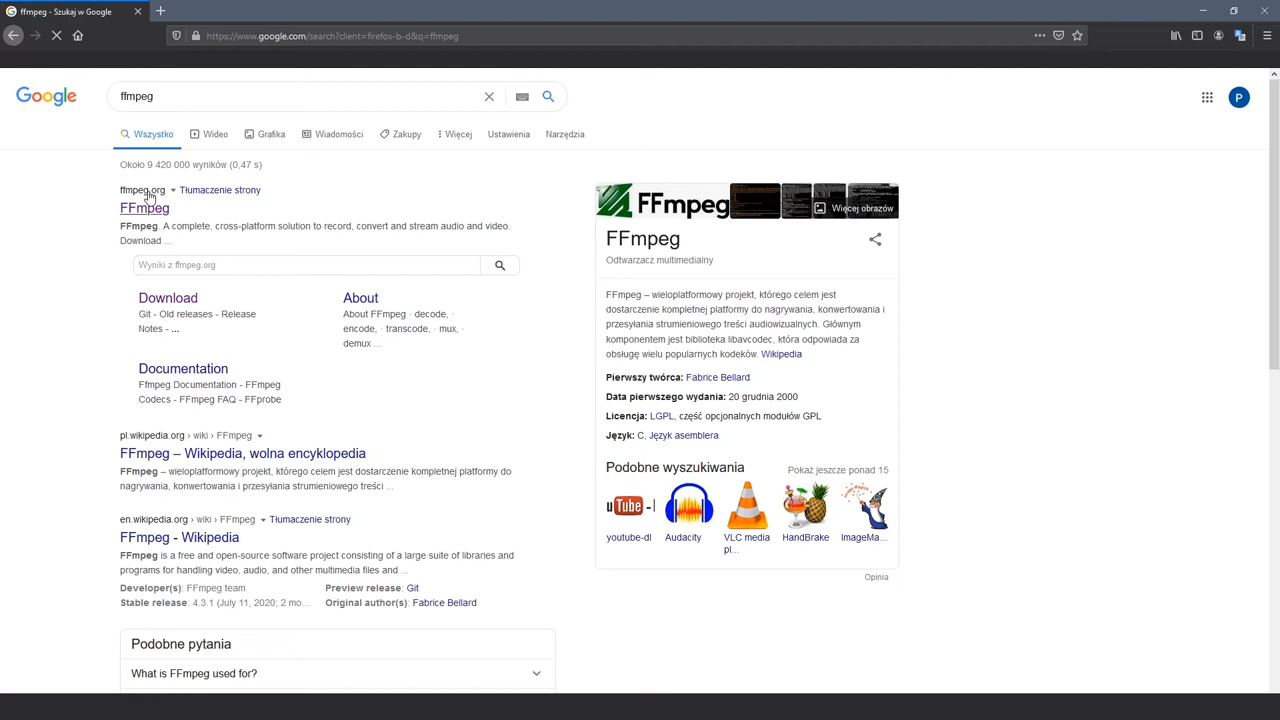 ffmpeg - Szukaj w Google
https://www.google.com/search?client=firefox-b-d&q=ffmpeg
Google
ffmpeg
P
Wszystko
Wideo
Grafika
Wiadomości
Zakupy
Więcej
Ustawienia
Narzędzia
Około 9 420 000 wyników (0,47 s)
ffmpeg.org Tłumaczenie strony
FFmpeg
FFmpeg. A complete, cross-platform solution to record, convert and stream audio and video.
Download ...
Wyniki z ffmpeg.org
Download
Git - Old releases - Release
Notes - ...
About
About FFmpeg · decode, ·
encode, · transcode, · mux, ·
demux ...
Documentation
Ffmpeg Documentation - FFmpeg
Codecs - FFmpeg FAQ - FFprobe
pl.wikipedia.org › wiki › FFmpeg
FFmpeg – Wikipedia, wolna encyklopedia
FFmpeg – wieloplatformowy projekt, którego celem jest dostarczenie kompletnej platformy do
nagrywania, konwertowania i przesyłania strumieniowego treści ...
en.wikipedia.org › wiki › FFmpeg Tłumaczenie strony
FFmpeg - Wikipedia
FFmpeg is a free and open-source software project consisting of a large suite of libraries and
programs for handling video, audio, and other multimedia files and ...
Developer(s): FFmpeg team
Preview release: Git
Stable release: 4.3.1 (July 11, 2020; 2 mo...
Original author(s): Fabrice Bellard
Podobne pytania
What is FFmpeg used for?
FFmpeg
Więcej obrazów
FFmpeg
Odtwarzacz multimedialny
FFmpeg – wieloplatformowy projekt, którego celem jest
dostarczenie kompletnej platformy do nagrywania, konwertowania i
przesyłania strumieniowego treści audiowizualnych. Głównym
komponentem jest biblioteka libavcodec, która odpowiada za
obsługę wielu popularnych kodeków. Wikipedia
Pierwszy twórca: Fabrice Bellard
Data pierwszego wydania: 20 grudnia 2000
Licencja: LGPL, część opcjonalnych modułów GPL
Język: C, Język asemblera
Podobne wyszukiwania
Pokaż jeszcze ponad 15
uTube -
youtube-dl
Audacity
VLC media
pl...
HandBrake
ImageMa...
Opinia